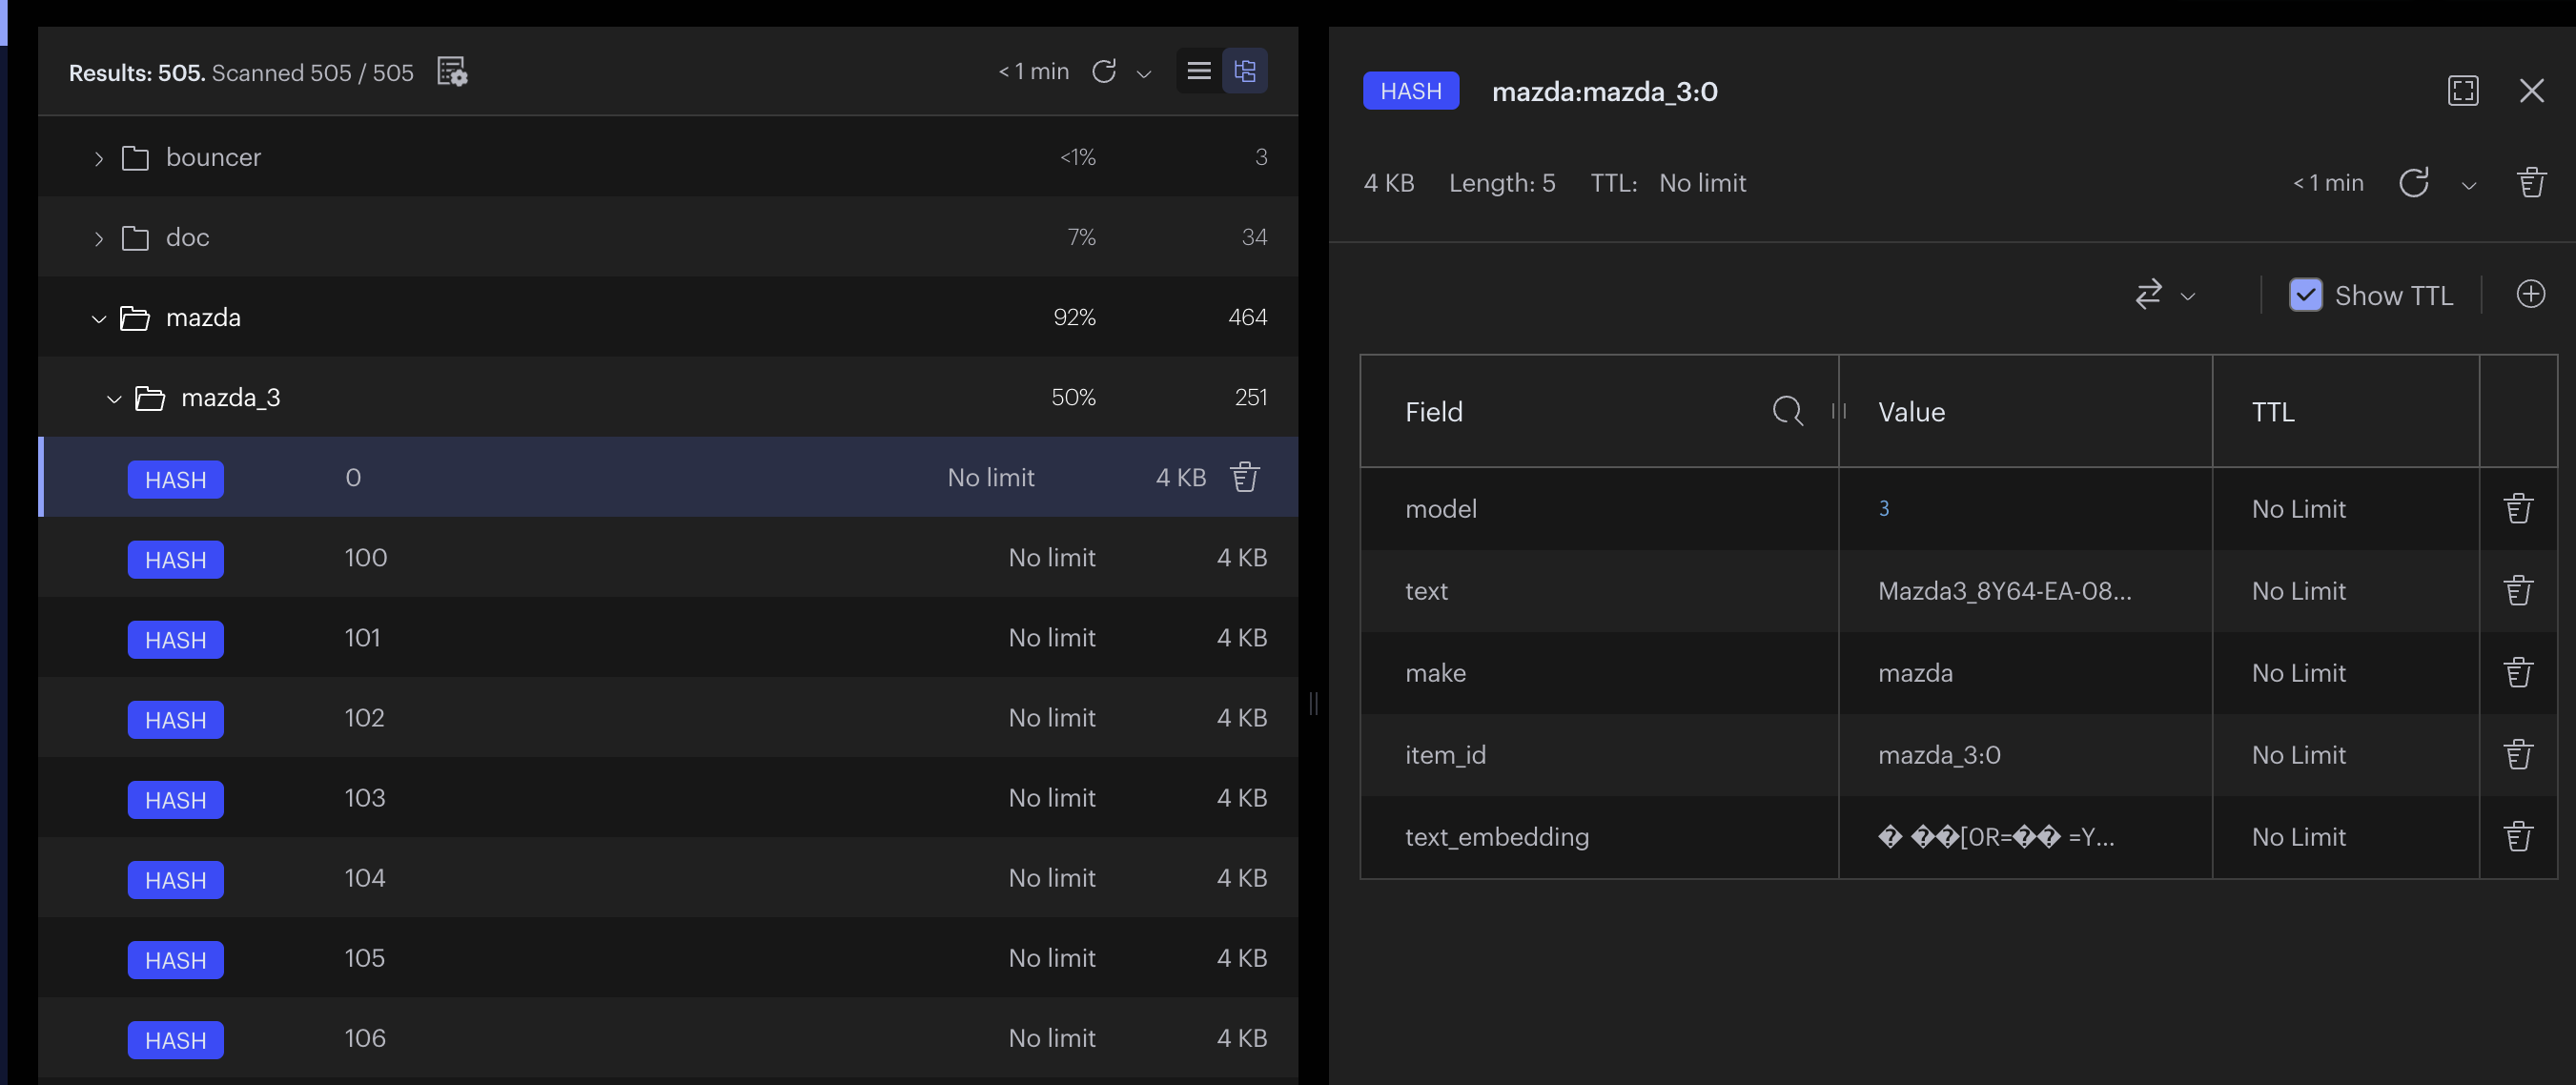 Results: 505. Scanned 505 / 505 < 1 min
bouncer <1% 3
doc 7% 34
mazda 92% 464
mazda_3 50% 251
HASH 0 No limit 4 KB
HASH 100 No limit 4 KB
HASH 101 No limit 4 KB
HASH 102 No limit 4 KB
HASH 103 No limit 4 KB
HASH 104 No limit 4 KB
HASH 105 No limit 4 KB
HASH 106 No limit 4 KB
HASH mazda:mazda_3:0
4 KB Length: 5 TTL: No limit < 1 min
Show TTL
Field Value TTL
model 3 No Limit
text Mazda3_8Y64-EA-08... No Limit
make mazda No Limit
item_id mazda_3:0 No Limit
text_embedding � ��[0R=�� =Y... No Limit